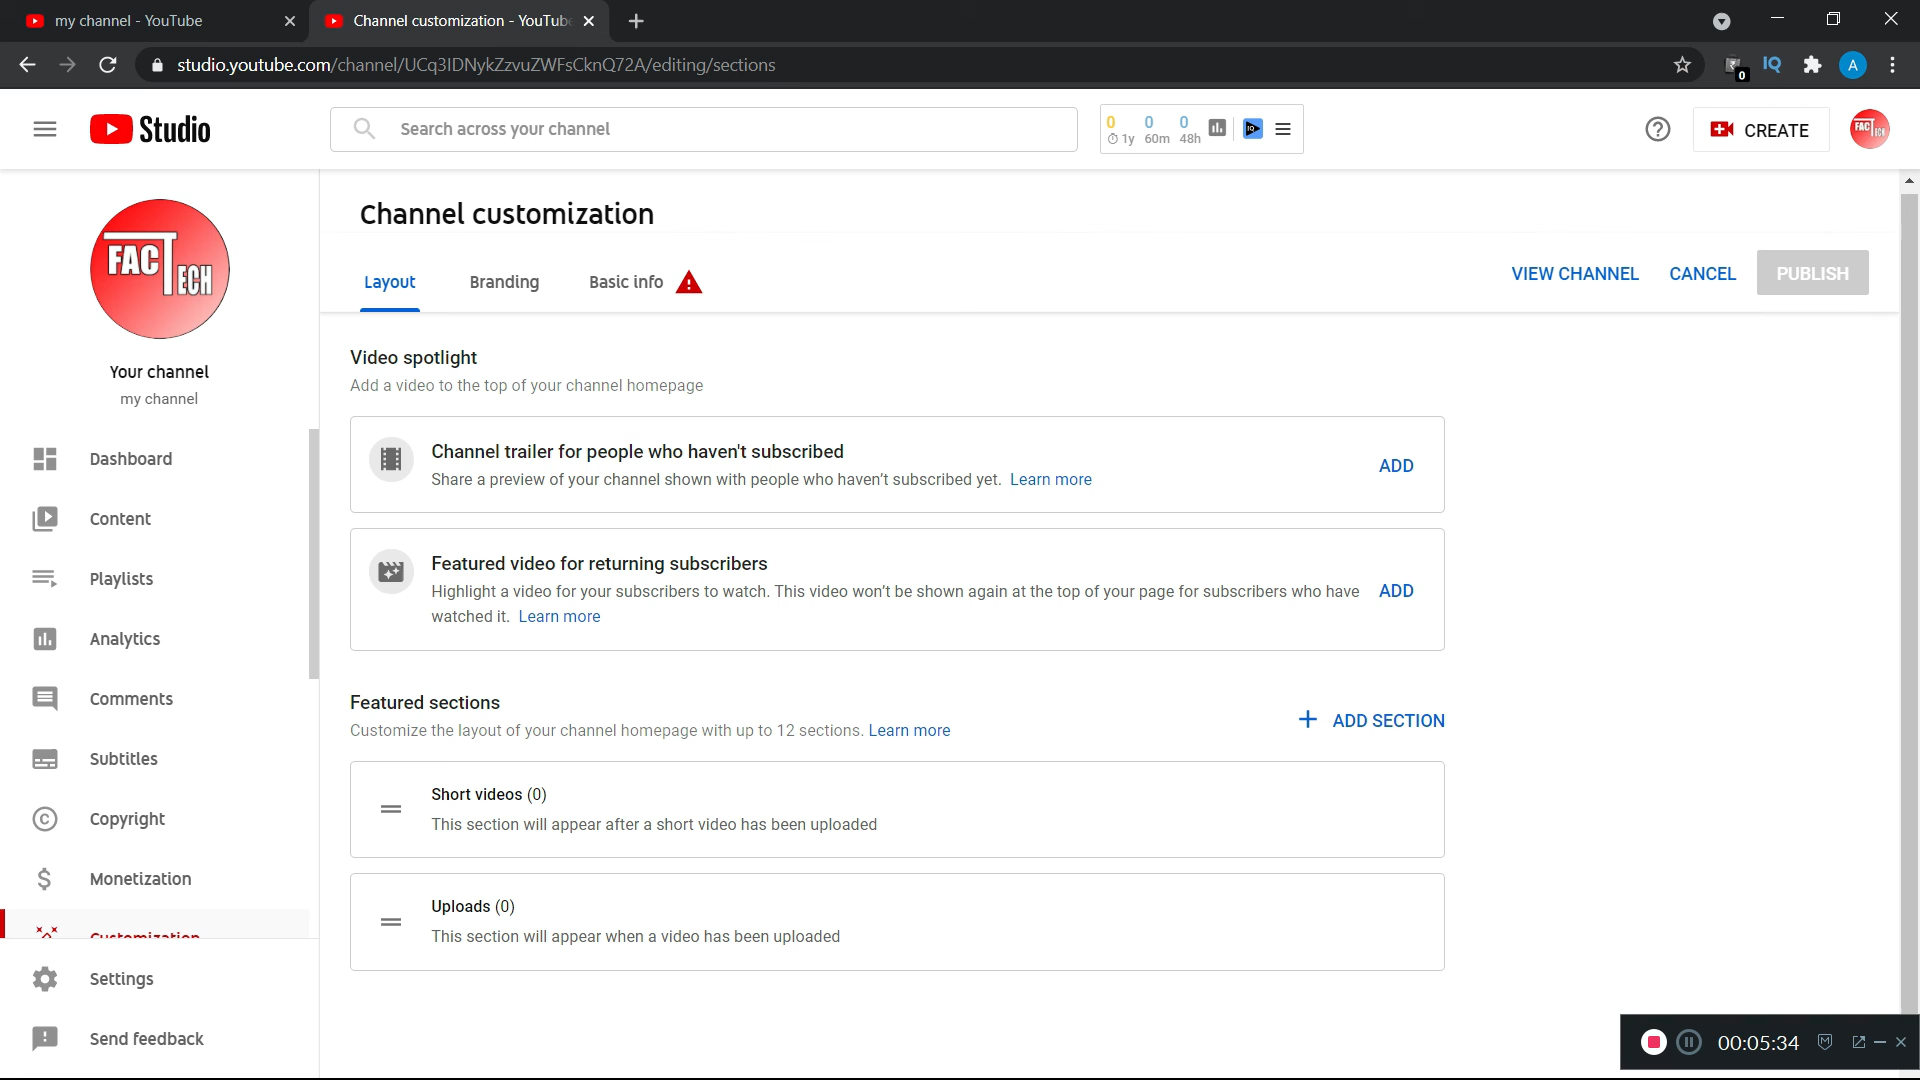 my channel - YouTube
Channel customization - YouTub
studio.youtube.com/channel/UCq3IDNykZzvuZWFsCknQ72A/editing/sections
0
IQ
A
Studio
Search across your channel
0 0 0
1y 60m 48h
IQ
CREATE
FACTECH
FACTECH
Your channel
my channel
Dashboard
Content
Playlists
Analytics
Comments
Subtitles
Copyright
Monetization
Customization
Settings
Send feedback
Channel customization
Layout
Branding
Basic info
VIEW CHANNEL
CANCEL
PUBLISH
Video spotlight
Add a video to the top of your channel homepage
Channel trailer for people who haven't subscribed
Share a preview of your channel shown with people who haven't subscribed yet. Learn more
ADD
Featured video for returning subscribers
Highlight a video for your subscribers to watch. This video won't be shown again at the top of your page for subscribers who have
watched it. Learn more
ADD
Featured sections
Customize the layout of your channel homepage with up to 12 sections. Learn more
ADD SECTION
Short videos (0)
This section will appear after a short video has been uploaded
Uploads (0)
This section will appear when a video has been uploaded
00:05:34